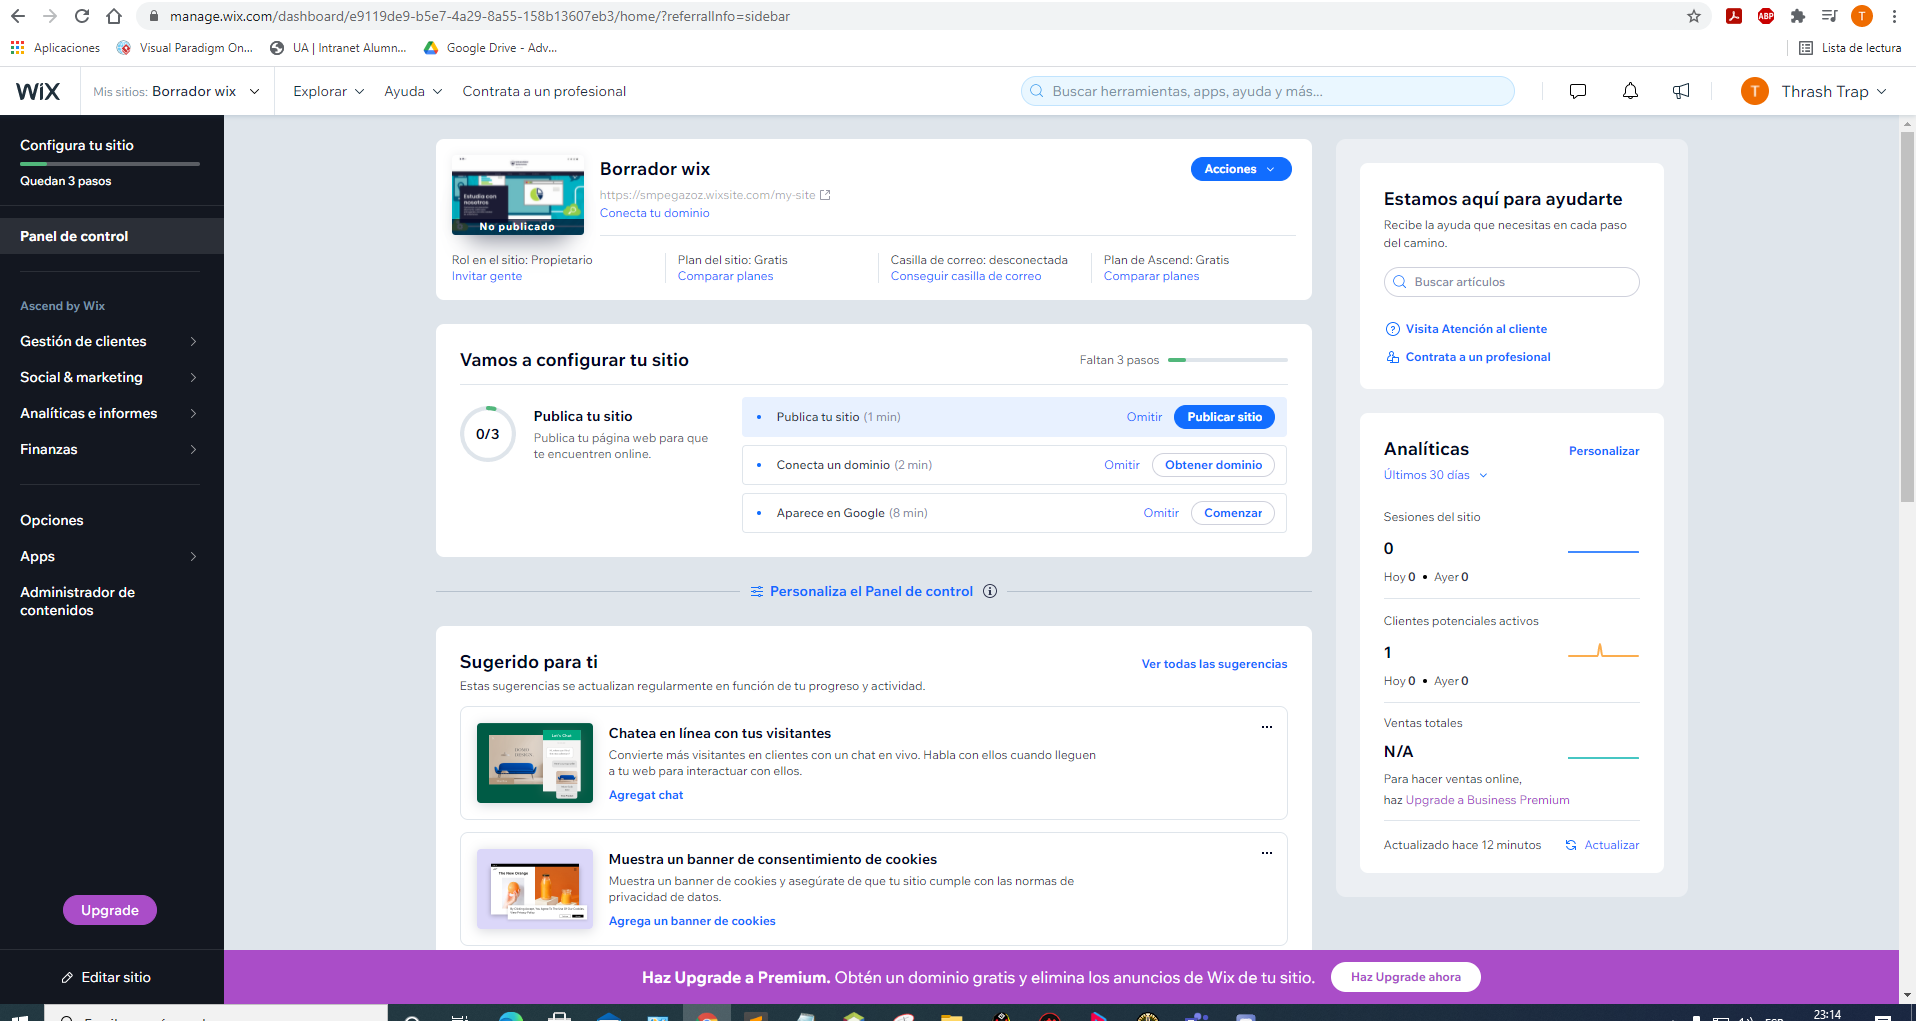 manage.wix.com/dashboard/e9119de9-b5e7-4a29-8a55-158b13607eb3/home/?referralInfo=sidebar
ABP
T
Aplicaciones
Visual Paradigm On...
UA | Intranet Alumn...
Google Drive - Adv...
Lista de lectura
WiX
Mis sitios: Borrador wix
Explorar
Ayuda
Contrata a un profesional
Buscar herramientas, apps, ayuda y más...
T
Thrash Trap
Configura tu sitio
Quedan 3 pasos
Panel de control
Ascend by Wix
Gestión de clientes
Social & marketing
Analíticas e informes
Finanzas
Opciones
Apps
Administrador de
contenidos
Upgrade
Editar sitio
Estudia con
nosotros
No publicado
Borrador wix
https://smpegazoz.wixsite.com/my-site
Conecta tu dominio
Acciones
Rol en el sitio: Propietario
Invitar gente
Plan del sitio: Gratis
Comparar planes
Casilla de correo: desconectada
Conseguir casilla de correo
Plan de Ascend: Gratis
Comparar planes
Vamos a configurar tu sitio
Faltan 3 pasos
0/3
Publica tu sitio
Publica tu página web para que
te encuentren online.
Publica tu sitio (1 min)
Omitir
Publicar sitio
Conecta un dominio (2 min)
Omitir
Obtener dominio
Aparece en Google (8 min)
Omitir
Comenzar
Personaliza el Panel de control
Sugerido para ti
Ver todas las sugerencias
Estas sugerencias se actualizan regularmente en función de tu progreso y actividad.
Let's Chat
Chatea en línea con tus visitantes
Convierte más visitantes en clientes con un chat en vivo. Habla con ellos cuando lleguen
a tu web para interactuar con ellos.
Agregat chat
The New Orange
Muestra un banner de consentimiento de cookies
Muestra un banner de cookies y asegúrate de que tu sitio cumple con las normas de
privacidad de datos.
Agrega un banner de cookies
Estamos aquí para ayudarte
Recibe la ayuda que necesitas en cada paso
del camino.
Buscar artículos
Visita Atención al cliente
Contrata a un profesional
Analíticas
Personalizar
Últimos 30 días
Sesiones del sitio
0
Hoy 0 • Ayer 0
Clientes potenciales activos
1
Hoy 0 • Ayer 0
Ventas totales
N/A
Para hacer ventas online,
haz Upgrade a Business Premium
Actualizado hace 12 minutos
Actualizar
Haz Upgrade a Premium. Obtén un dominio gratis y elimina los anuncios de Wix de tu sitio.
Haz Upgrade ahora
23:14